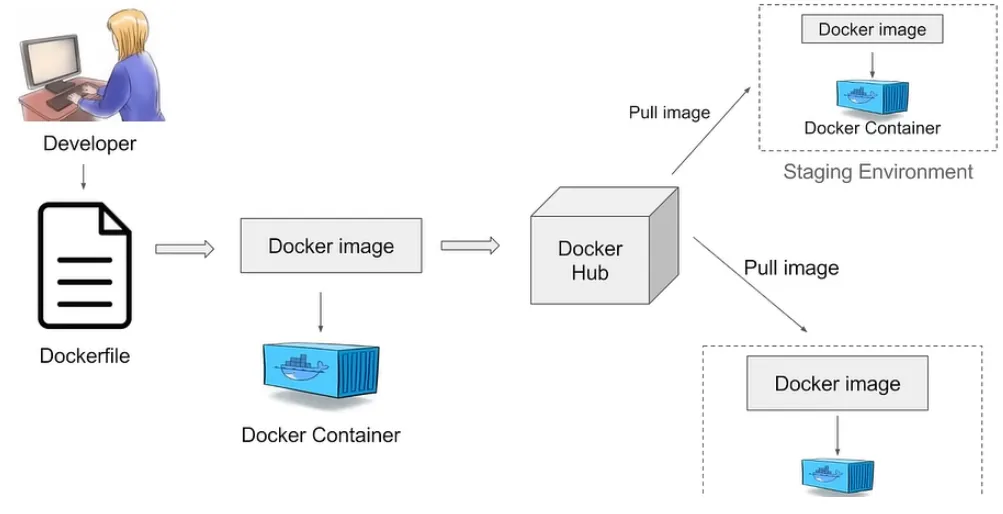 Developer
Dockerfile
Docker image
Docker Container
Docker
Hub
Pull image
Docker image
Docker Container
Staging Environment
Pull image
Docker image